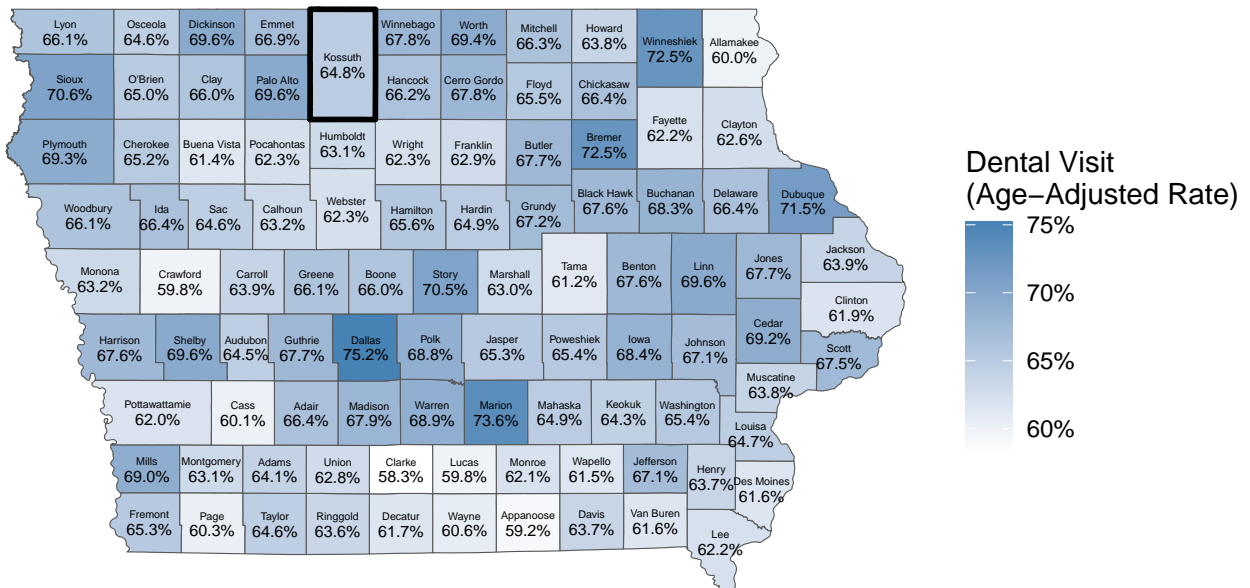 Lyon
66.1%
Osceola
64.6%
Dickinson
69.6%
Emmet
66.9%
Kossuth
64.8%
Winnebago
67.8%
Worth
69.4%
Mitchell
66.3%
Howard
63.8%
Winneshiek
72.5%
Allamakee
60.0%
Sioux
70.6%
O'Brien
65.0%
Clay
66.0%
Palo Alto
69.6%
Hancock
66.2%
Cerro Gordo
67.8%
Floyd
65.5%
Chickasaw
66.4%
Fayette
62.2%
Clayton
62.6%
Plymouth
69.3%
Cherokee
65.2%
Buena Vista
61.4%
Pocahontas
62.3%
Humboldt
63.1%
Wright
62.3%
Franklin
62.9%
Butler
67.7%
Bremer
72.5%
Woodbury
66.1%
Ida
66.4%
Sac
64.6%
Calhoun
63.2%
Webster
62.3%
Hamilton
65.6%
Hardin
64.9%
Grundy
67.2%
Black Hawk
67.6%
Buchanan
68.3%
Delaware
66.4%
Dubuque
71.5%
Monona
63.2%
Crawford
59.8%
Carroll
63.9%
Greene
66.1%
Boone
66.0%
Story
70.5%
Marshall
63.0%
Tama
61.2%
Benton
67.6%
Linn
69.6%
Jones
67.7%
Jackson
63.9%
Clinton
61.9%
Harrison
67.6%
Shelby
69.6%
Audubon
64.5%
Guthrie
67.7%
Dallas
75.2%
Polk
68.8%
Jasper
65.3%
Poweshiek
65.4%
Iowa
68.4%
Johnson
67.1%
Cedar
69.2%
Scott
67.5%
Muscatine
63.8%
Pottawattamie
62.0%
Cass
60.1%
Adair
66.4%
Madison
67.9%
Warren
68.9%
Marion
73.6%
Mahaska
64.9%
Keokuk
64.3%
Washington
65.4%
Louisa
64.7%
Mills
69.0%
Montgomery
63.1%
Adams
64.1%
Union
62.8%
Clarke
58.3%
Lucas
59.8%
Monroe
62.1%
Wapello
61.5%
Jefferson
67.1%
Henry
63.7%
Des Moines
61.6%
Fremont
65.3%
Page
60.3%
Taylor
64.6%
Ringgold
63.6%
Decatur
61.7%
Wayne
60.6%
Appanoose
59.2%
Davis
63.7%
Van Buren
61.6%
Lee
62.2%
Dental Visit
(Age−Adjusted Rate)
75%
70%
65%
60%